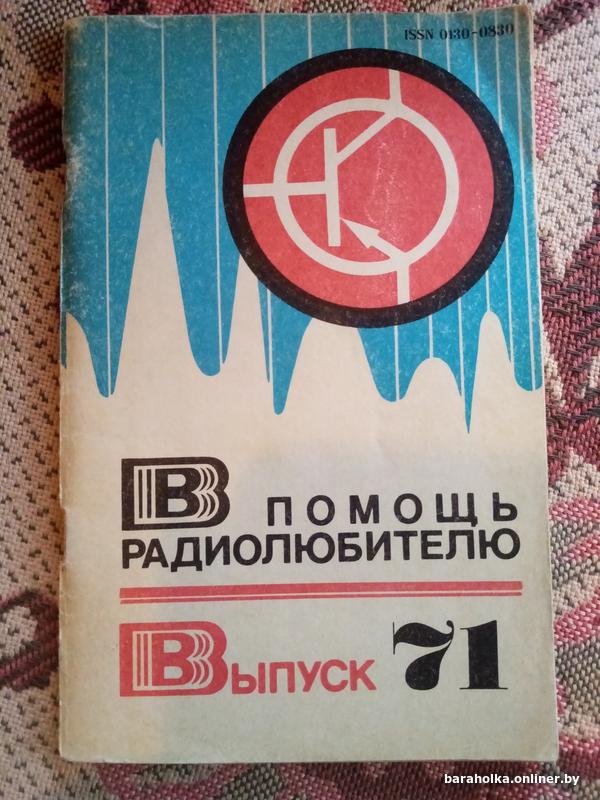 ISSN 0130-0830
В ПОМОЩЬ
РАДИОЛЮБИТЕЛЮ
Выпуск 71
baraholka.onliner.by